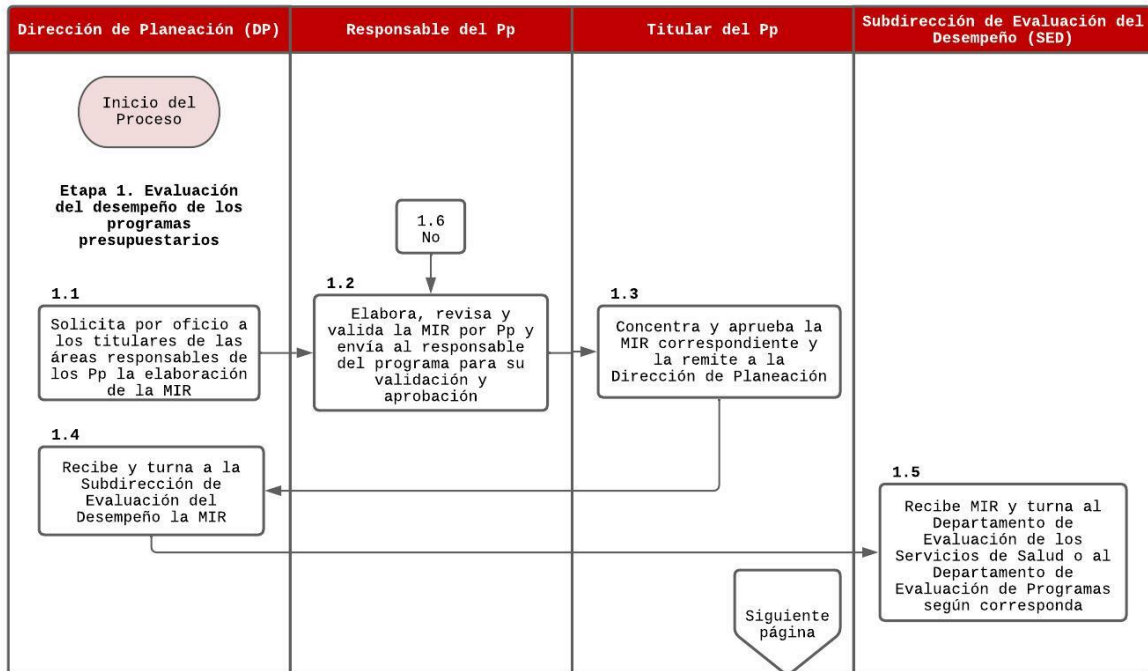 Dirección de Planeación (DP)
Responsable del Pp
Titular del Pp
Subdirección de Evaluación del
Desempeño (SED)
Inicio del
Proceso
Etapa 1. Evaluación
del desempeño de los
programas
presupuestarios
1.6
No
1.1
Solicita por oficio a
los titulares de las
áreas responsables de
los Pp la elaboración
de la MIR
1.2
Elabora, revisa y
valida la MIR por Pp y
envía al responsable
del programa para su
validación y
aprobación
1.3
Concentra y aprueba la
MIR correspondiente y
la remite a la
Dirección de Planeación
1.4
Recibe y turna a la
Subdirección de
Evaluación del
Desempeño la MIR
1.5
Recibe MIR y turna al
Departamento de
Evaluación de los
Servicios de Salud o al
Departamento de
Evaluación de Programas
según corresponda
Siguiente
página